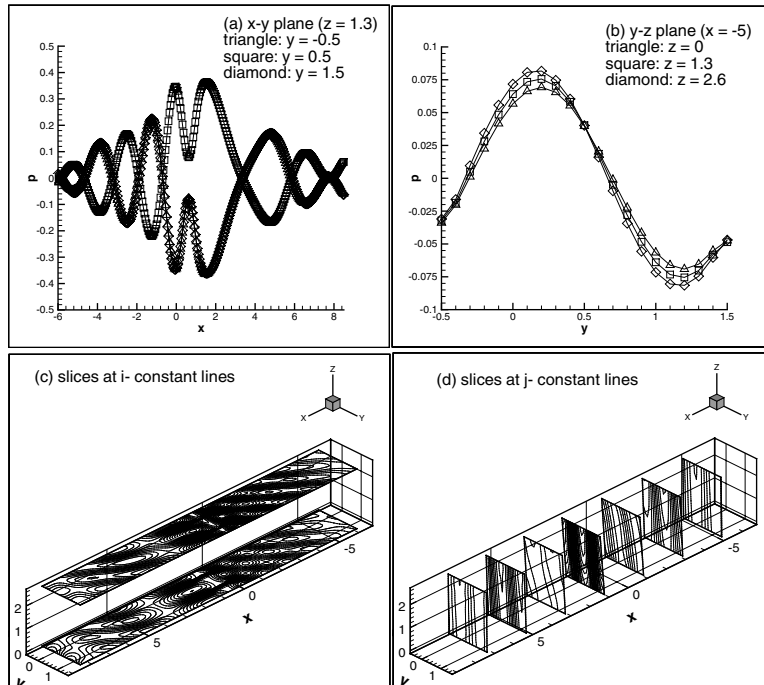 (a) x-y plane (z = 1.3)
triangle: y = -0.5
square: y = 0.5
diamond: y = 1.5
0.5
0.4
0.3
0.2
0.1
0
-0.1
-0.2
-0.3
-0.4
-0.5
p
-6 -4 -2 0 2 4 6 8
x
(b) y-z plane (x = -5)
triangle: z = 0
square: z = 1.3
diamond: z = 2.6
0.1
0.075
0.05
0.025
0
-0.025
-0.05
-0.075
-0.1
p
-0.5 0 0.5 1 1.5
y
(c) slices at i- constant lines
Z
X Y
2
1
0
0
1
y
5
0
-5
x
(d) slices at j- constant lines
Z
X Y
2
1
0
0
1
y
5
0
-5
x